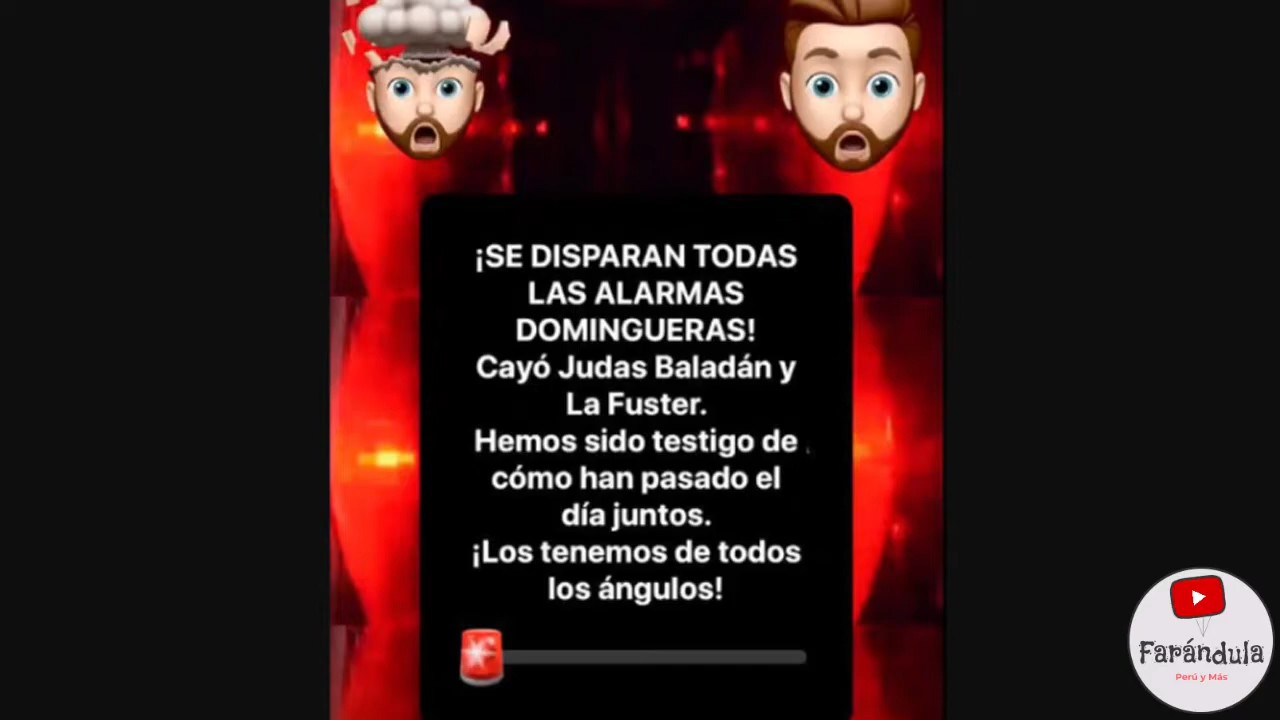 ¡SE DISPARAN TODAS
LAS ALARMAS
DOMINGUERAS!
Cayó Judas Baladán y
La Fuster.
Hemos sido testigo de
cómo han pasado el
día juntos.
¡Los tenemos de todos
los ángulos!
Farándula
Perú y Más